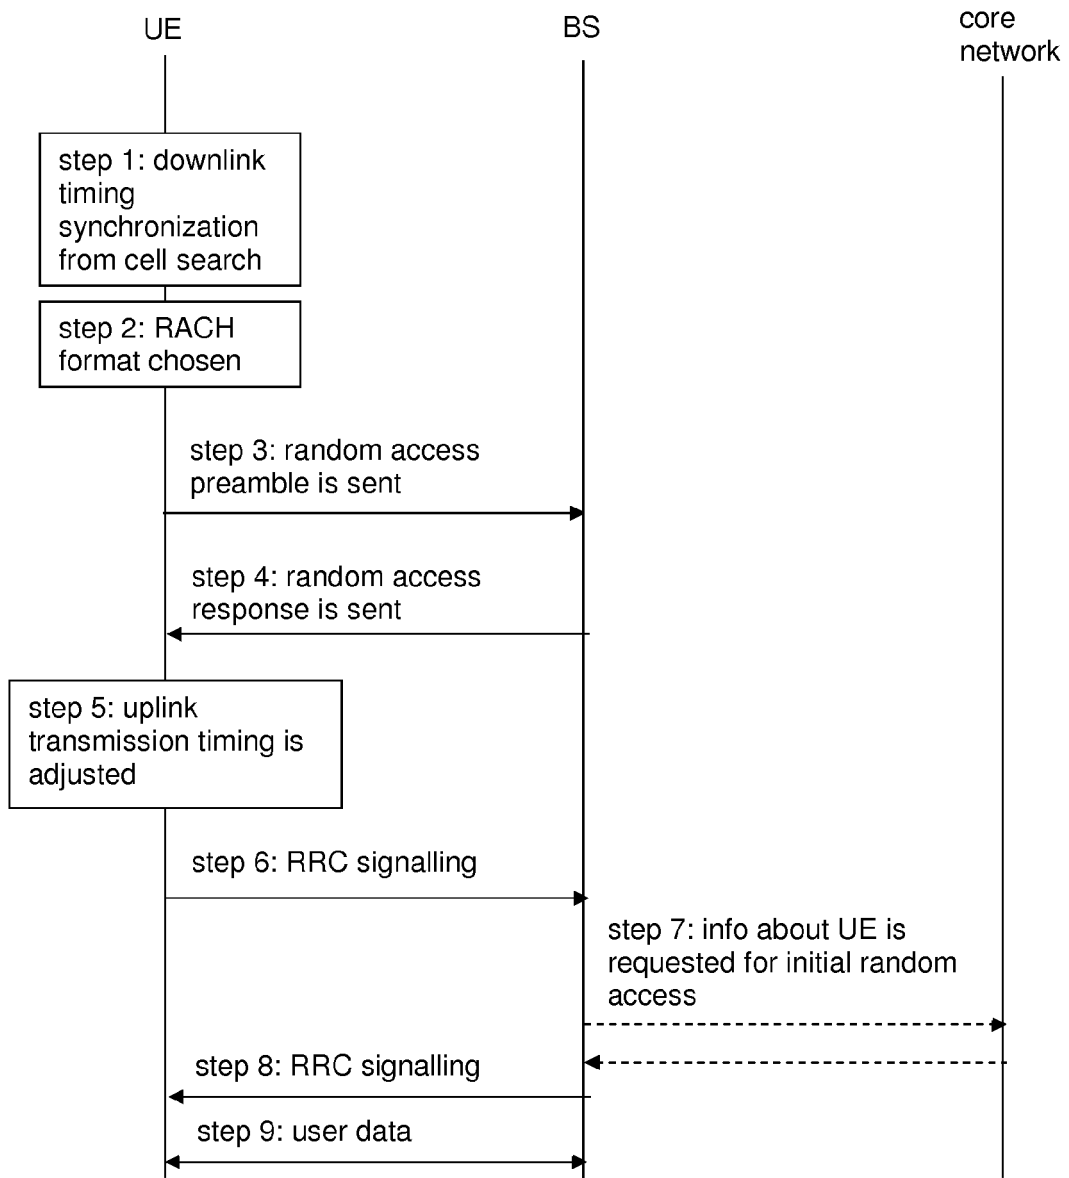 UE
BS
core
network
step 1: downlink
timing
synchronization
from cell search
step 2: RACH
format chosen
step 3: random access
preamble is sent
step 4: random access
response is sent
step 5: uplink
transmission timing is
adjusted
step 6: RRC signalling
step 7: info about UE is
requested for initial random
access
step 8: RRC signalling
step 9: user data